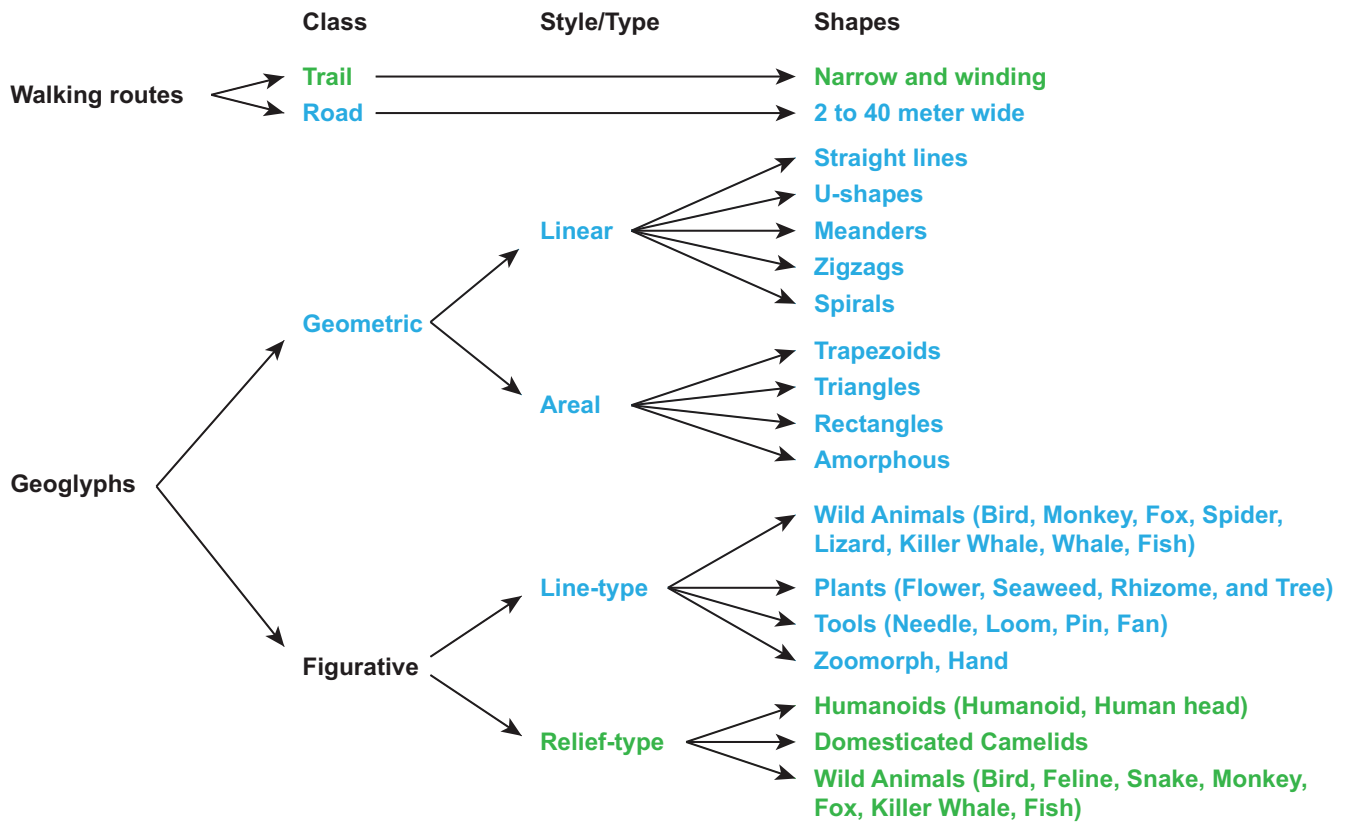 Class Style/Type Shapes
Walking routes
Trail Narrow and winding
Road 2 to 40 meter wide
Geoglyphs
Geometric
Linear
Straight lines
U-shapes
Meanders
Zigzags
Spirals
Areal
Trapezoids
Triangles
Rectangles
Amorphous
Figurative
Line-type
Wild Animals (Bird, Monkey, Fox, Spider,
Lizard, Killer Whale, Whale, Fish)
Plants (Flower, Seaweed, Rhizome, and Tree)
Tools (Needle, Loom, Pin, Fan)
Zoomorph, Hand
Relief-type
Humanoids (Humanoid, Human head)
Domesticated Camelids
Wild Animals (Bird, Feline, Snake, Monkey,
Fox, Killer Whale, Fish)